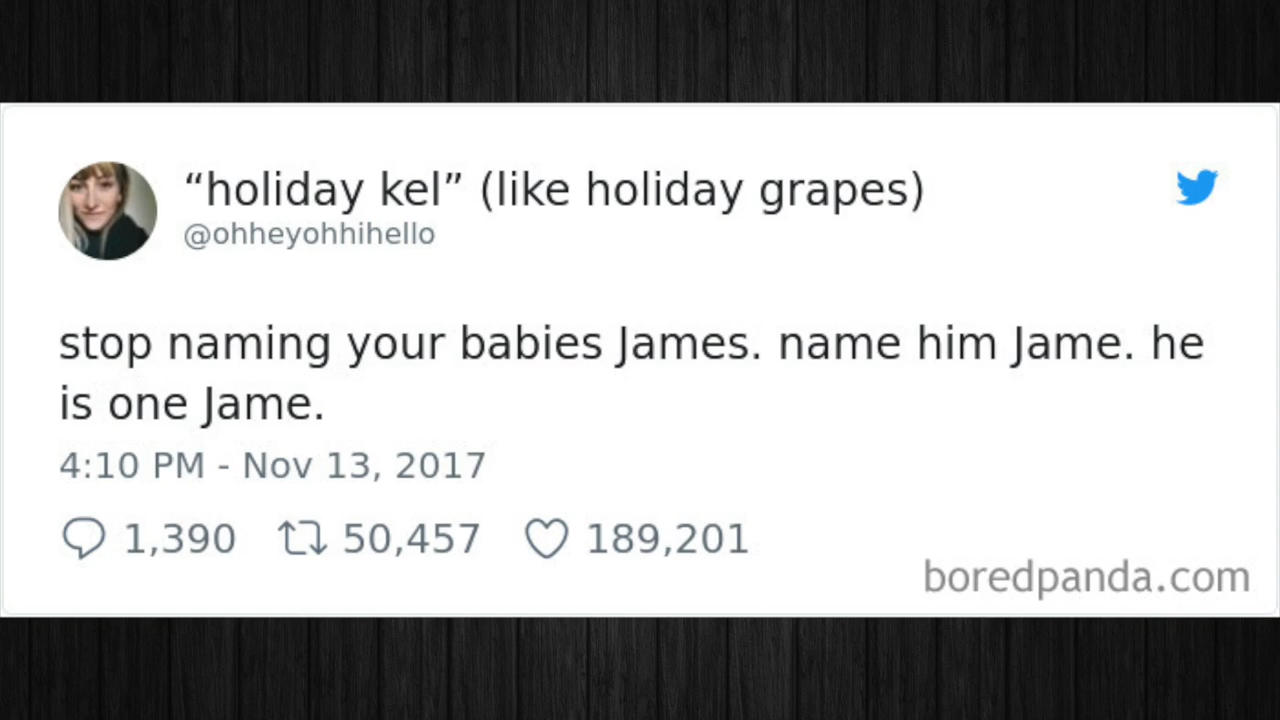 “holiday kel” (like holiday grapes)
@ohheyohhihello
stop naming your babies James. name him Jame. he
is one Jame.
4:10 PM - Nov 13, 2017
1,390 50,457 189,201
boredpanda.com